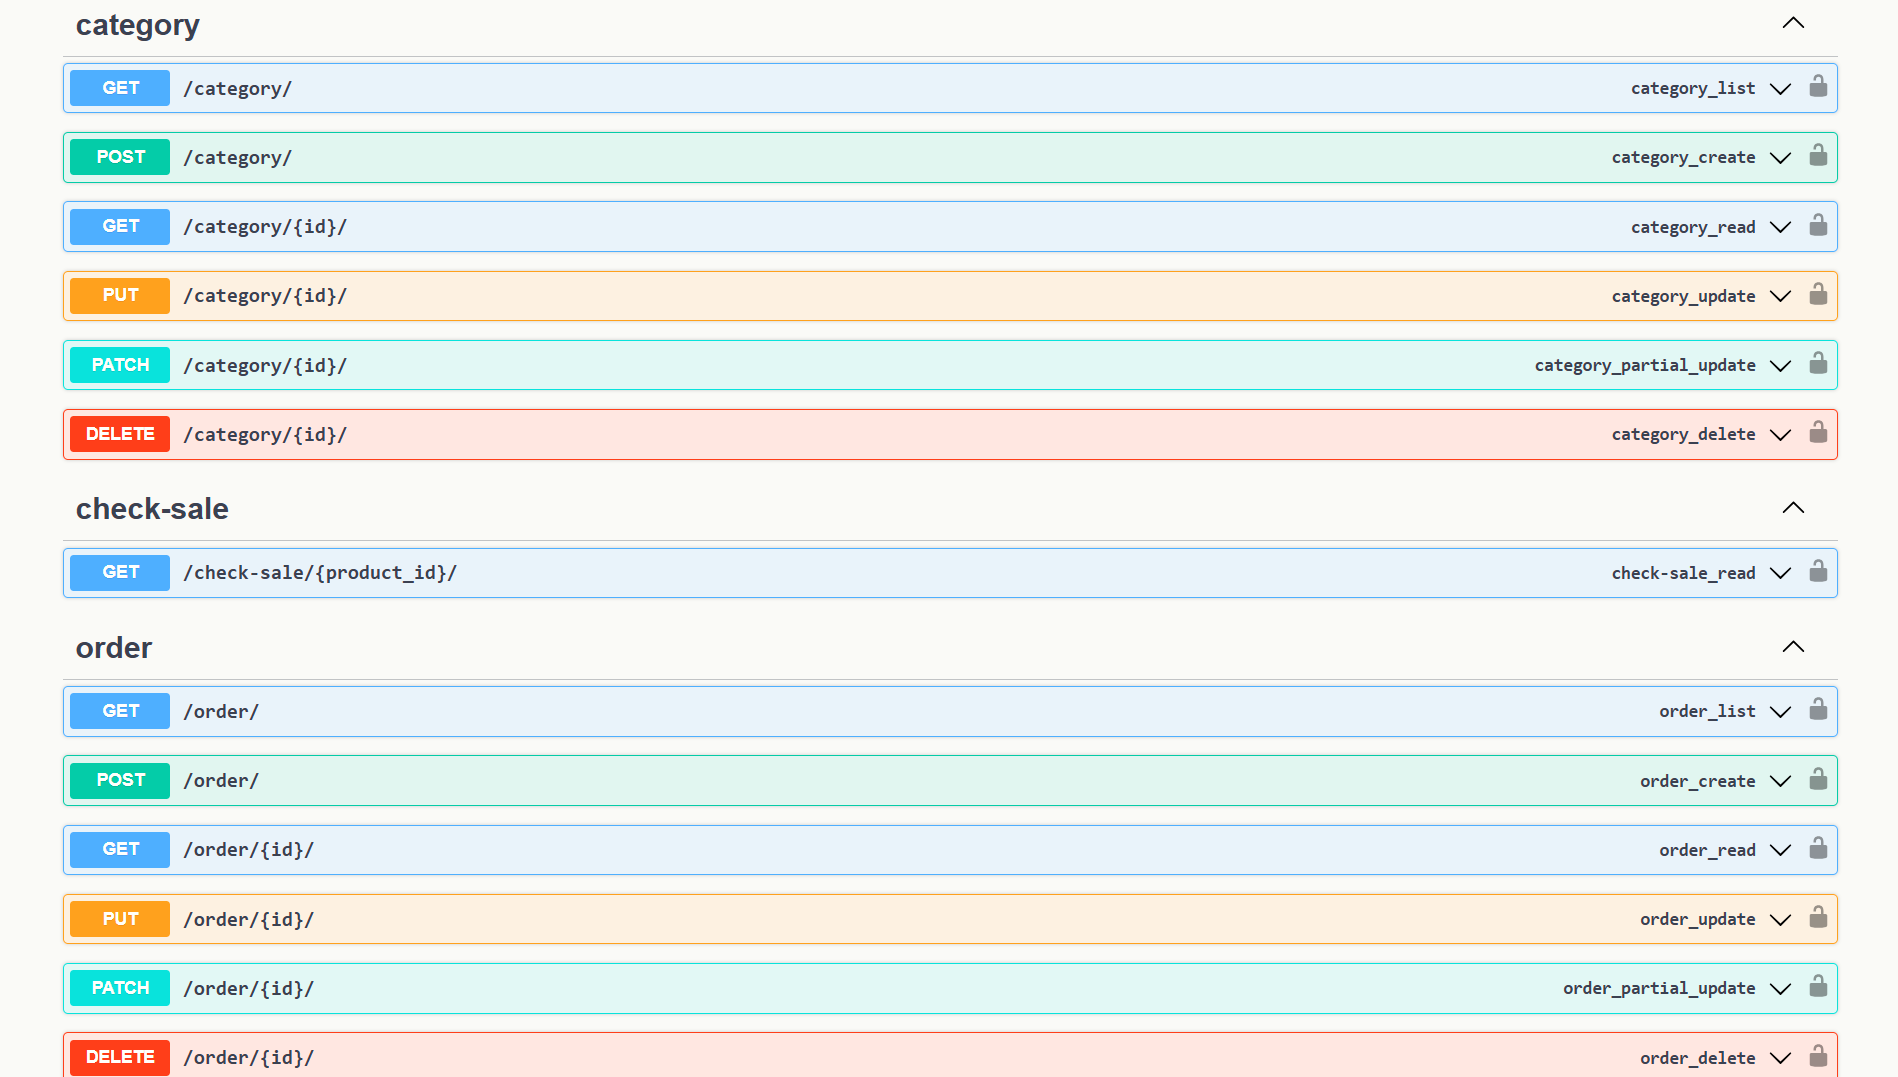 category
GET /category/ category_list
POST /category/ category_create
GET /category/{id}/ category_read
PUT /category/{id}/ category_update
PATCH /category/{id}/ category_partial_update
DELETE /category/{id}/ category_delete
check-sale
GET /check-sale/{product_id}/ check-sale_read
order
GET /order/ order_list
POST /order/ order_create
GET /order/{id}/ order_read
PUT /order/{id}/ order_update
PATCH /order/{id}/ order_partial_update
DELETE /order/{id}/ order_delete